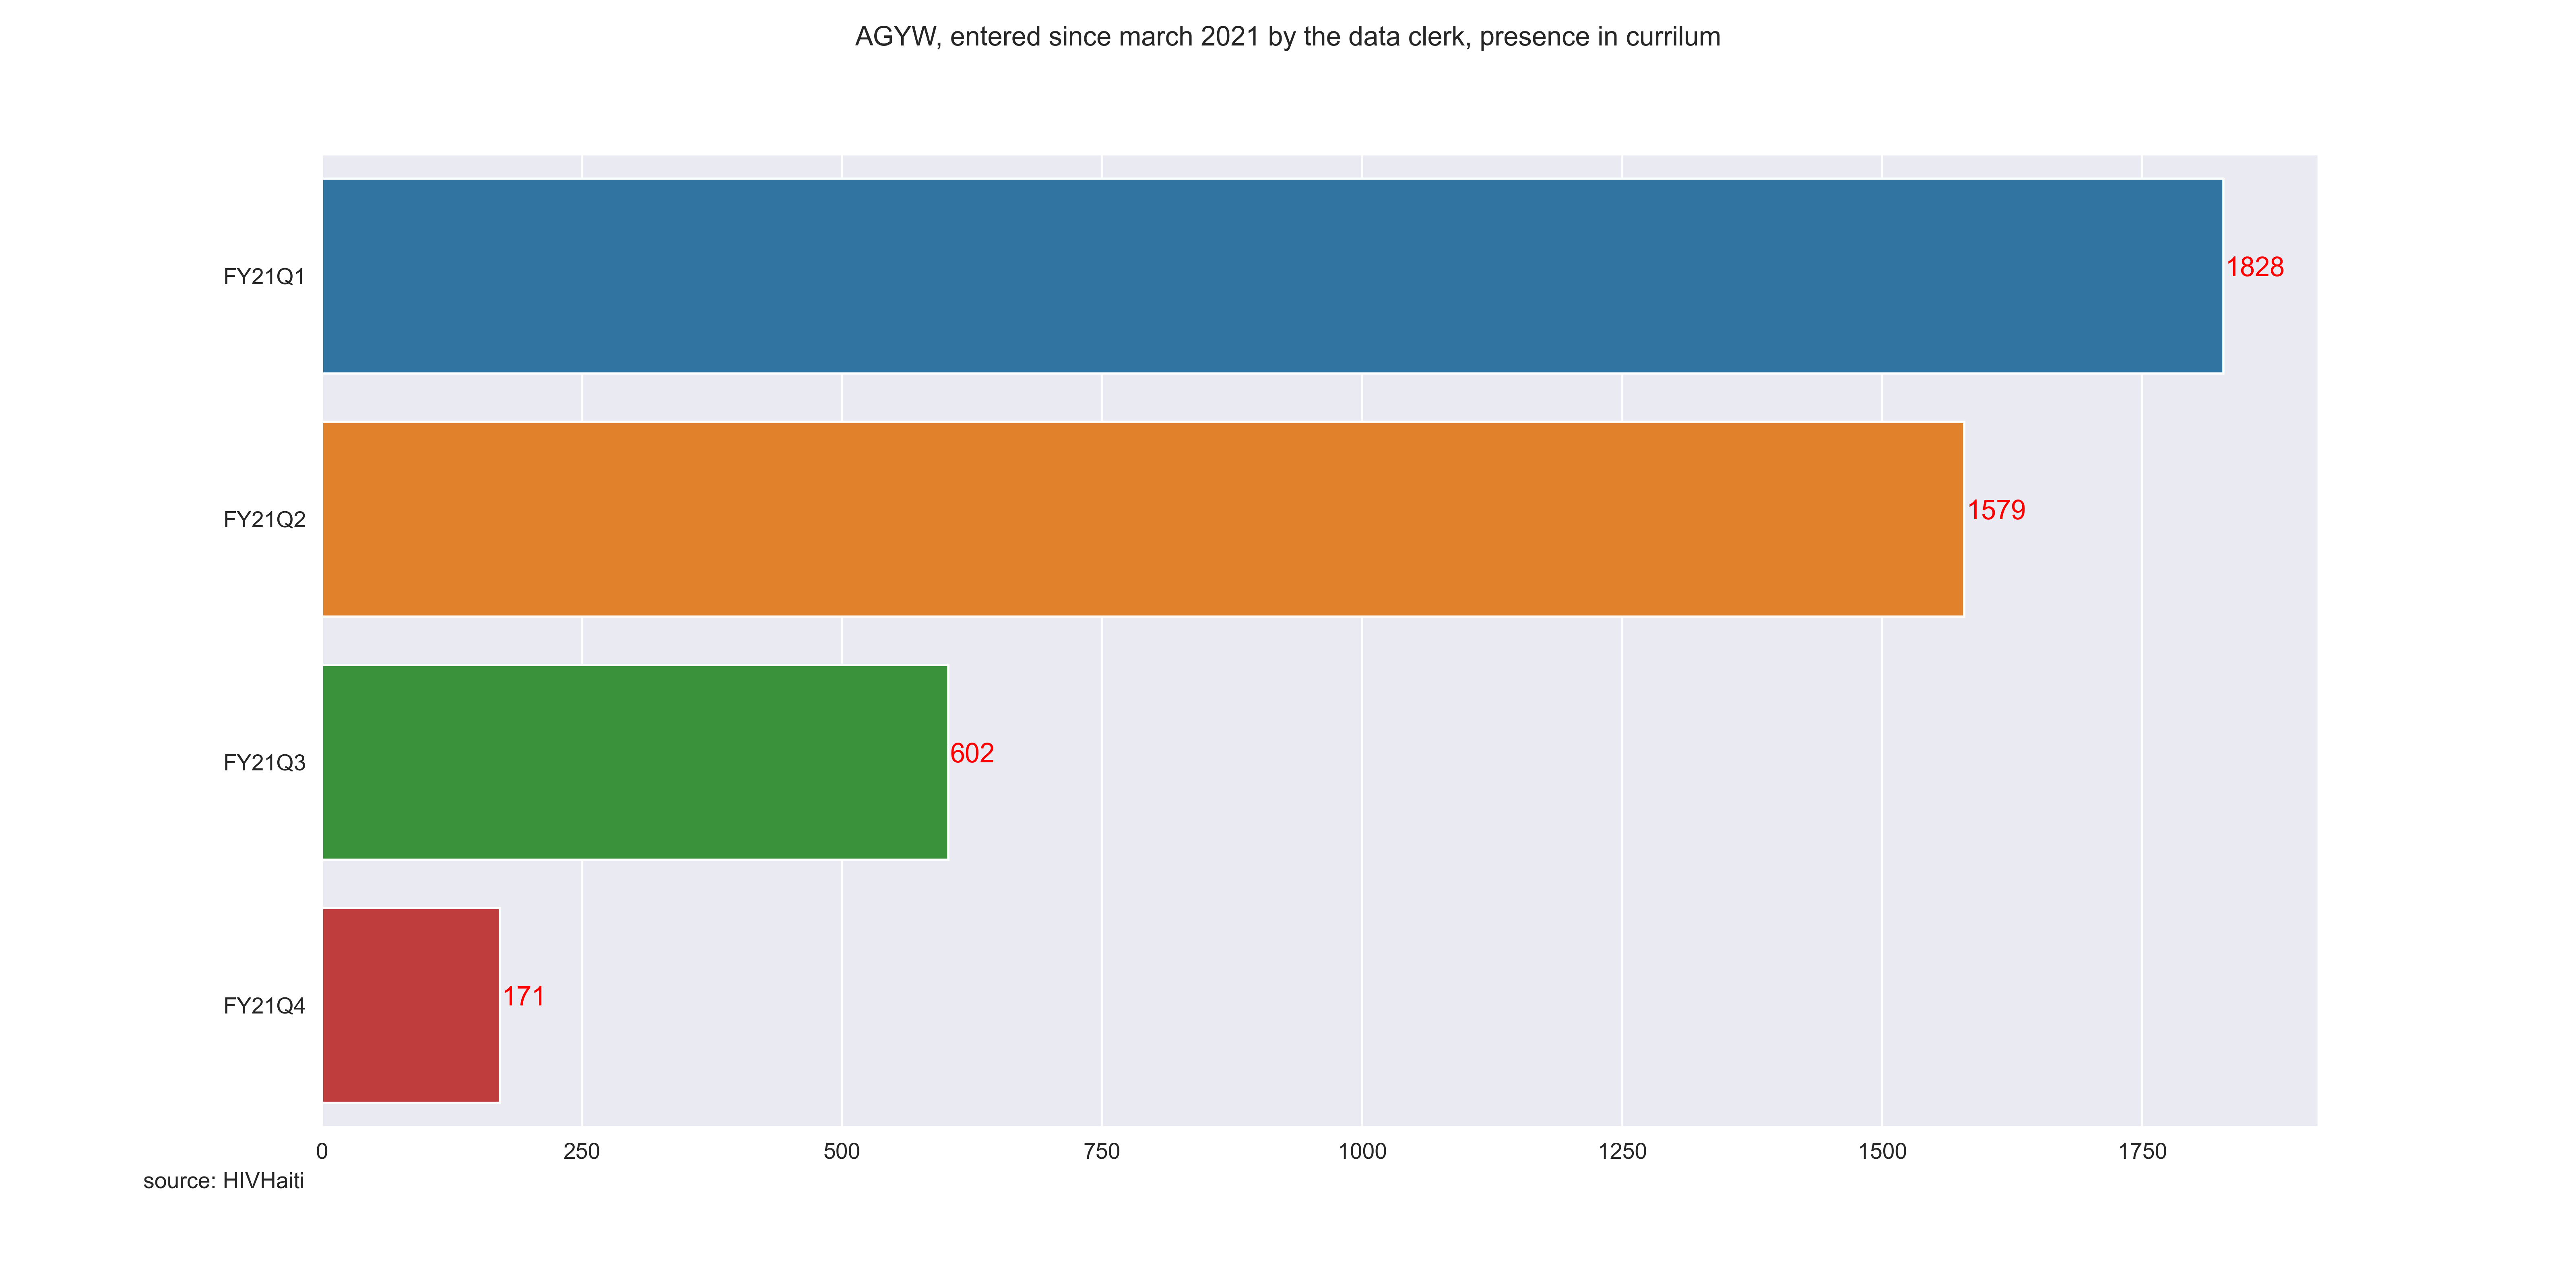 AGYW, entered since march 2021 by the data clerk, presence in currilum
FY21Q1
1828
FY21Q2
1579
FY21Q3
602
FY21Q4
171
0 250 500 750 1000 1250 1500 1750
source: HIVHaiti